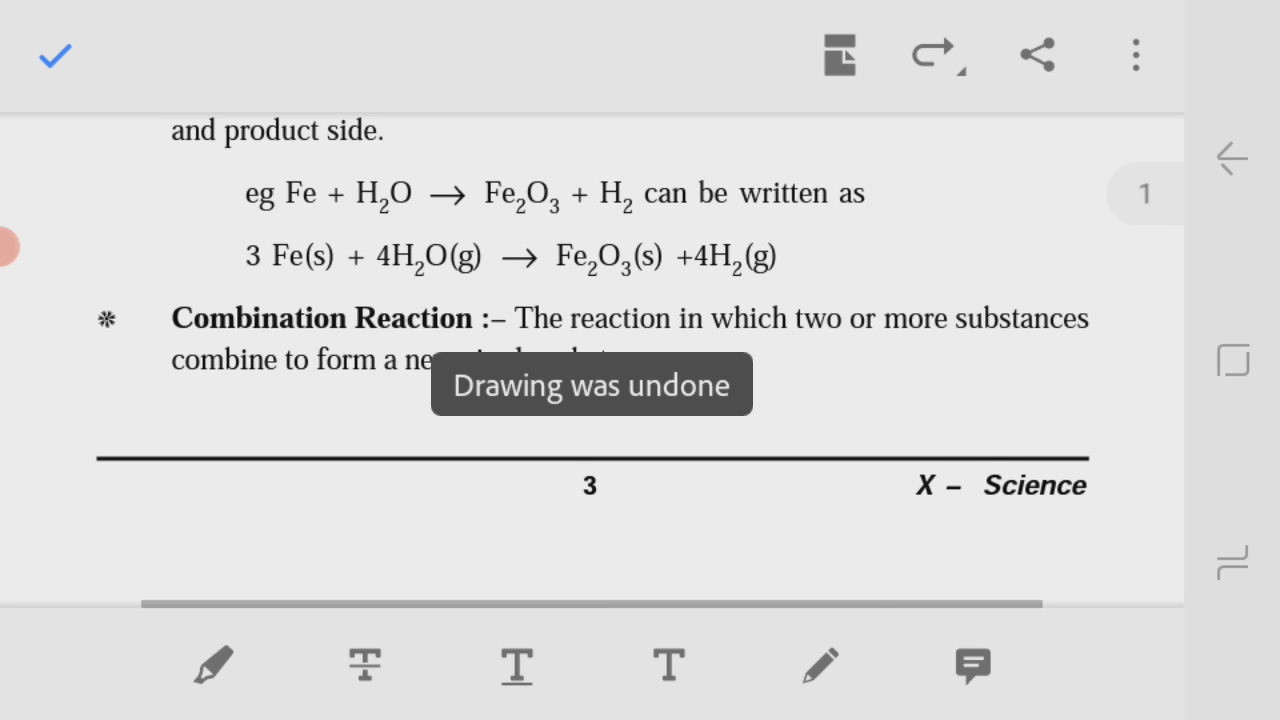 and product side.
1
eg Fe + H₂O → Fe₂O₃ + H₂ can be written as
3 Fe(s) + 4H₂O(g) → Fe₂O₃(s) +4H₂(g)
❊ Combination Reaction :– The reaction in which two or more substances
combine to form a
Drawing was undone
3
X – Science